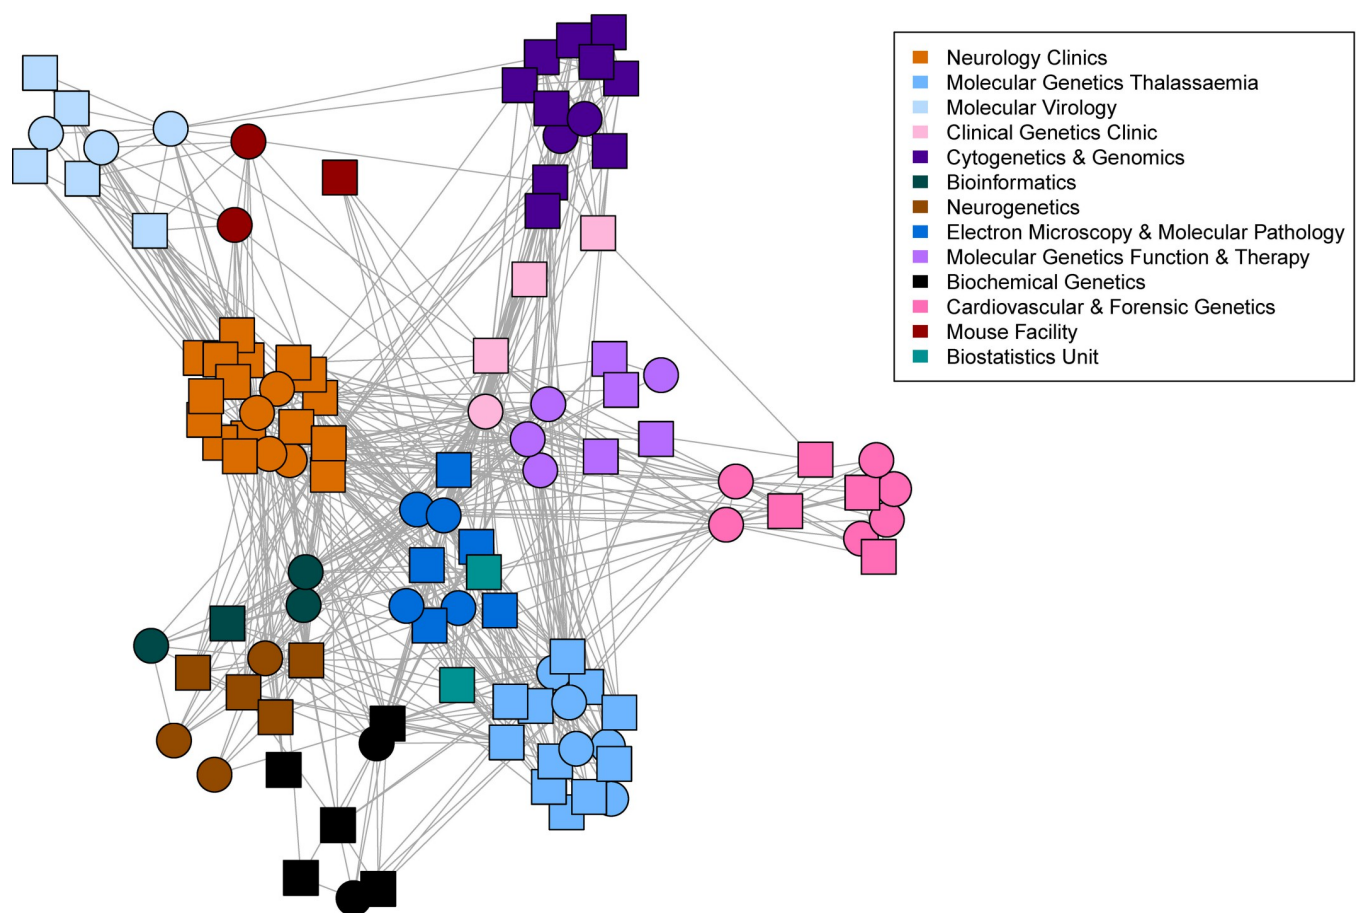 Neurology Clinics
Molecular Genetics Thalassaemia
Molecular Virology
Clinical Genetics Clinic
Cytogenetics & Genomics
Bioinformatics
Neurogenetics
Electron Microscopy & Molecular Pathology
Molecular Genetics Function & Therapy
Biochemical Genetics
Cardiovascular & Forensic Genetics
Mouse Facility
Biostatistics Unit